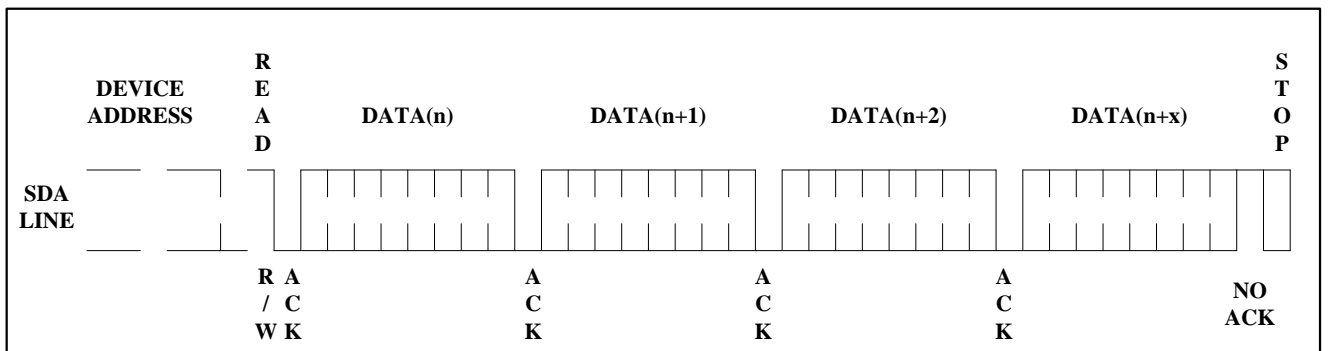 DEVICE
ADDRESS
READ
DATA(n)
DATA(n+1)
DATA(n+2)
DATA(n+x)
STOP
SDA
LINE
R/W
ACK
ACK
ACK
ACK
NO
ACK